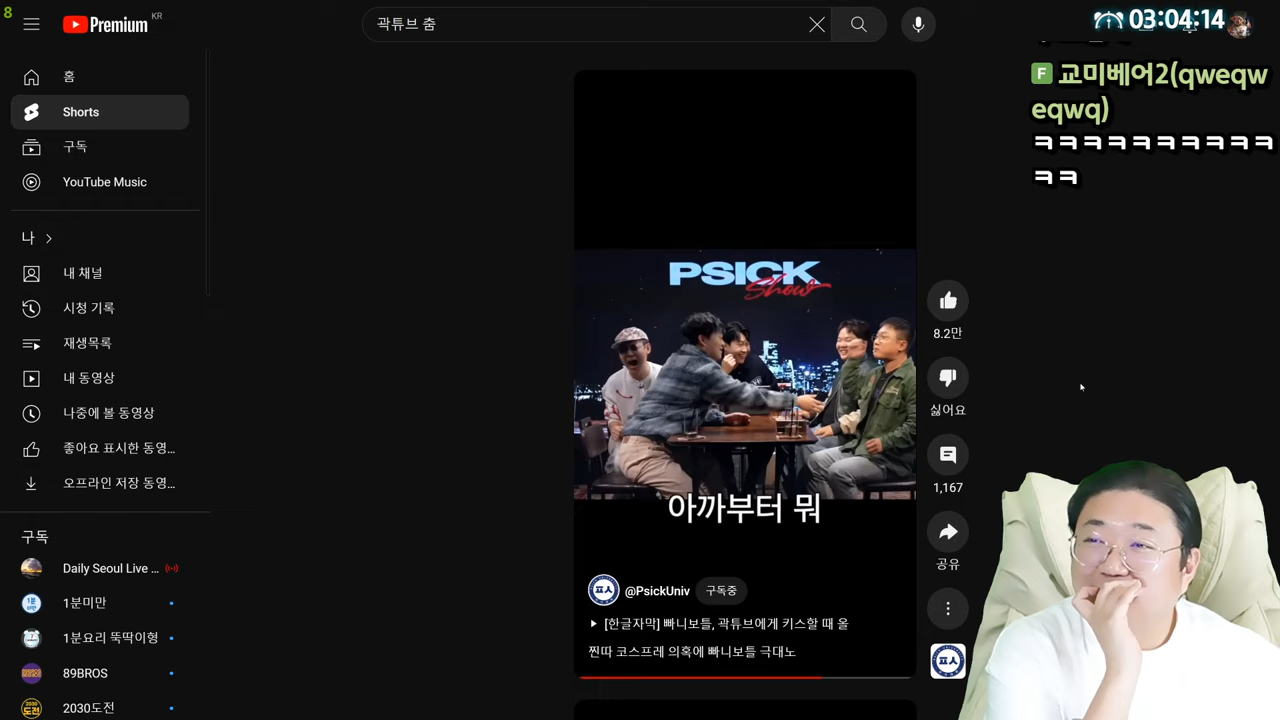 8
Premium KR
곽튜브 춤
03:04:14
홈
Shorts
구독
YouTube Music
나
내 채널
시청 기록
재생목록
내 동영상
나중에 볼 동영상
좋아요 표시한 동영...
오프라인 저장 동영...
구독
Daily Seoul Live ...
1분미만
1분요리 뚝딱이형
89BROS
2030도전
PSICK
Show
아까부터 뭐
@PsickUniv 구독중
[한글자막] 빠니보틀, 곽튜브에게 키스할 때 올
찐따 코스프레 의혹에 빠니보틀 극대노
8.2만
싫어요
1,167
공유
피식
F 교미베어2(qweqw
eqwq)
ㅋㅋㅋㅋㅋㅋㅋㅋㅋㅋ
ㅋㅋ